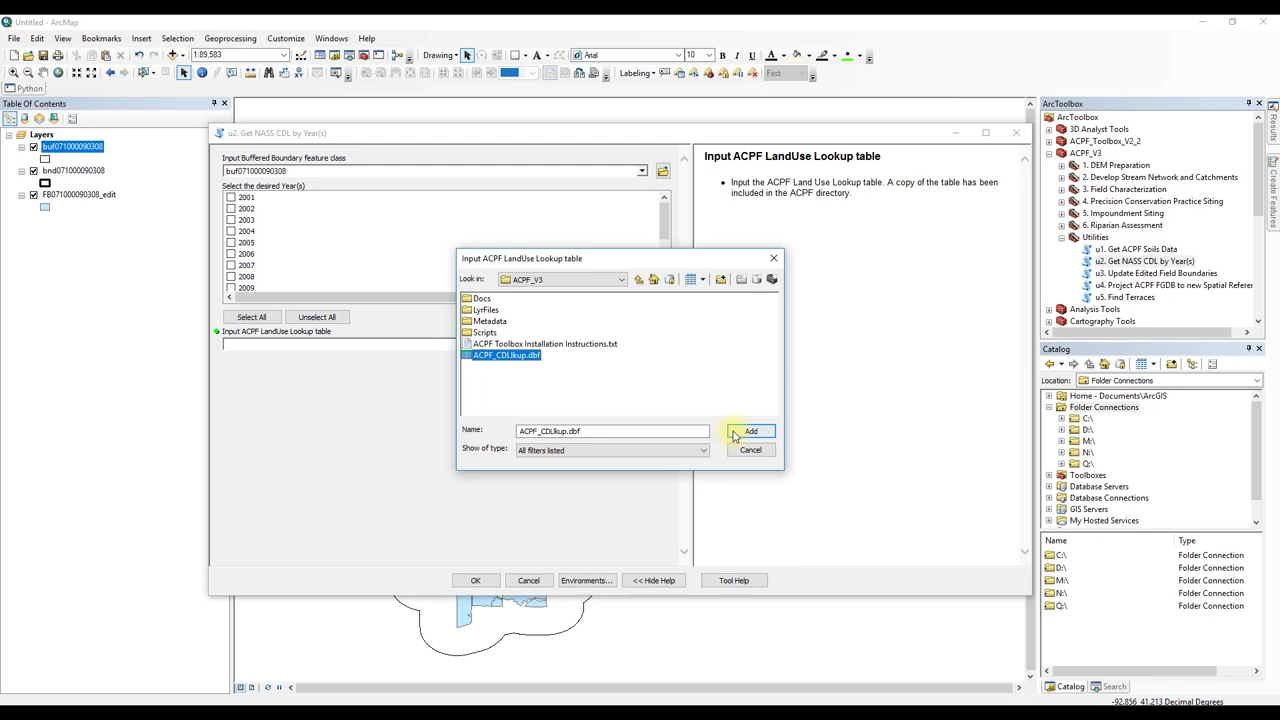 Untitled - ArcMap
File Edit View Bookmarks Insert Selection Geoprocessing Customize Windows Help
1:89,583 Drawing Arial 10 B I U A
Labeling Fast
Python
Table Of Contents
Layers
buf071000090308
bnd071000090308
FB071000090308_edit
u2. Get NASS CDL by Year(s)
Input Buffered Boundary feature class
buf071000090308
Select the desired Year(s)
2001
2002
2003
2004
2005
2006
2007
2008
2009
Select All Unselect All
Input ACPF LandUse Lookup table
OK Cancel Environments... << Hide Help Tool Help
Input ACPF LandUse Lookup table
Input the ACPF Land Use Lookup table. A copy of the table has been
included in the ACPF directory.
Input ACPF LandUse Lookup table
Look in: ACPF_V3
Docs
LyrFiles
Metadata
Scripts
ACPF Toolbox Installation Instructions.txt
ACPF_CDLlkup.dbf
Name: ACPF_CDLlkup.dbf Add
Show of type: All filters listed Cancel
ArcToolbox
ArcToolbox
3D Analyst Tools
ACPF_Toolbox_V2_2
ACPF_V3
1. DEM Preparation
2. Develop Stream Network and Catchments
3. Field Characterization
4. Precision Conservation Practice Siting
5. Impoundment Siting
6. Riparian Assessment
Utilities
u1. Get ACPF Soils Data
u2. Get NASS CDL by Year(s)
u3. Update Edited Field Boundaries
u4. Project ACPF FGDB to new Spatial Refere
u5. Find Terraces
Analysis Tools
Cartography Tools
Catalog
Location: Folder Connections
Home - Documents\ArcGIS
Folder Connections
C:\
D:\
M:\
N:\
Q:\
Toolboxes
Database Servers
Database Connections
GIS Servers
My Hosted Services
Name Type
C:\ Folder Connection
D:\ Folder Connection
M:\ Folder Connection
N:\ Folder Connection
Q:\ Folder Connection
Catalog Search
Results
Create Features
-92.856 41.213 Decimal Degrees